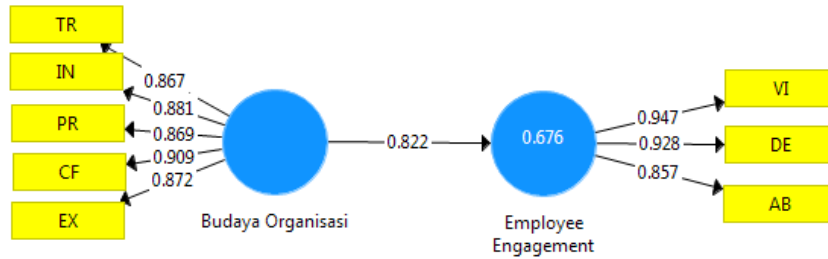 TR
IN
PR
CF
EX
0.867
0.881
0.869
0.909
0.872
Budaya Organisasi
0.822
0.676
Employee
Engagement
0.947
0.928
0.857
VI
DE
AB